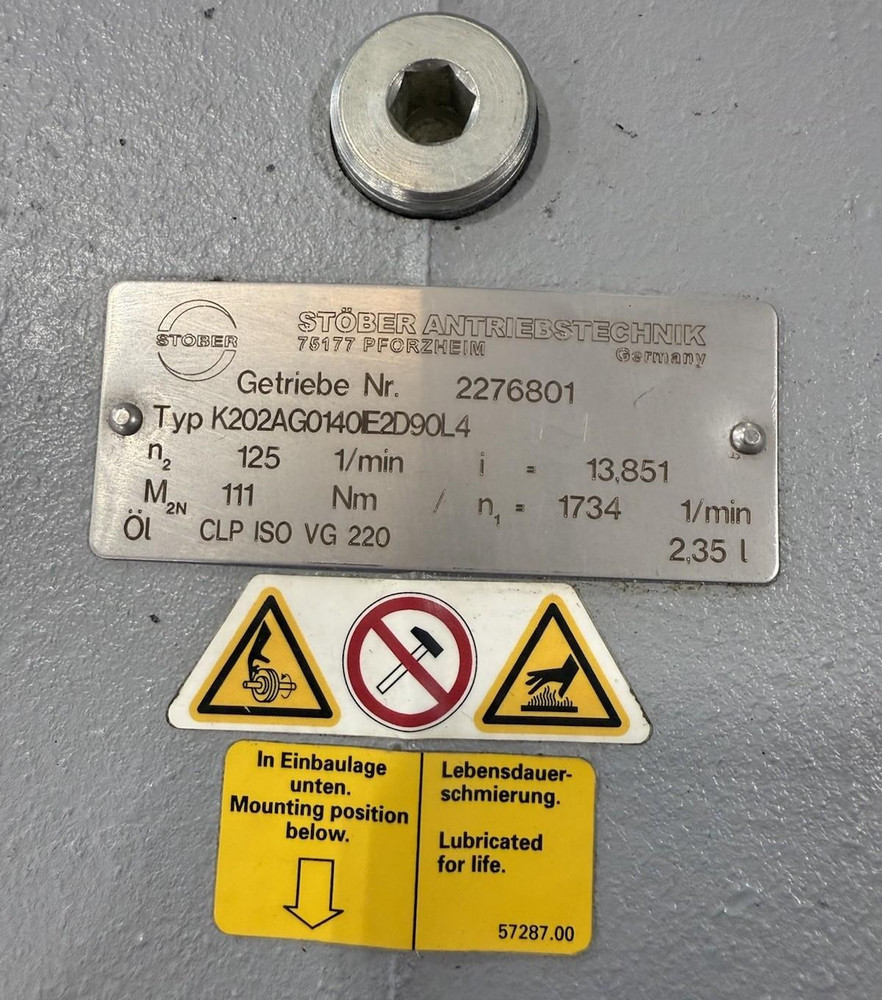 STÖBER
STÖBER ANTRIEBSTECHNIK
75177 PFORZHEIM Germany
Getriebe Nr. 2276801
Typ K202AG0140IE2D90L4
n2 125 1/min i = 13,851
M2N 111 Nm / n1 = 1734 1/min
Öl CLP ISO VG 220 2,35 l
In Einbaulage
unten.
Mounting position
below.
Lebensdauer-
schmierung.
Lubricated
for life.
57287.00